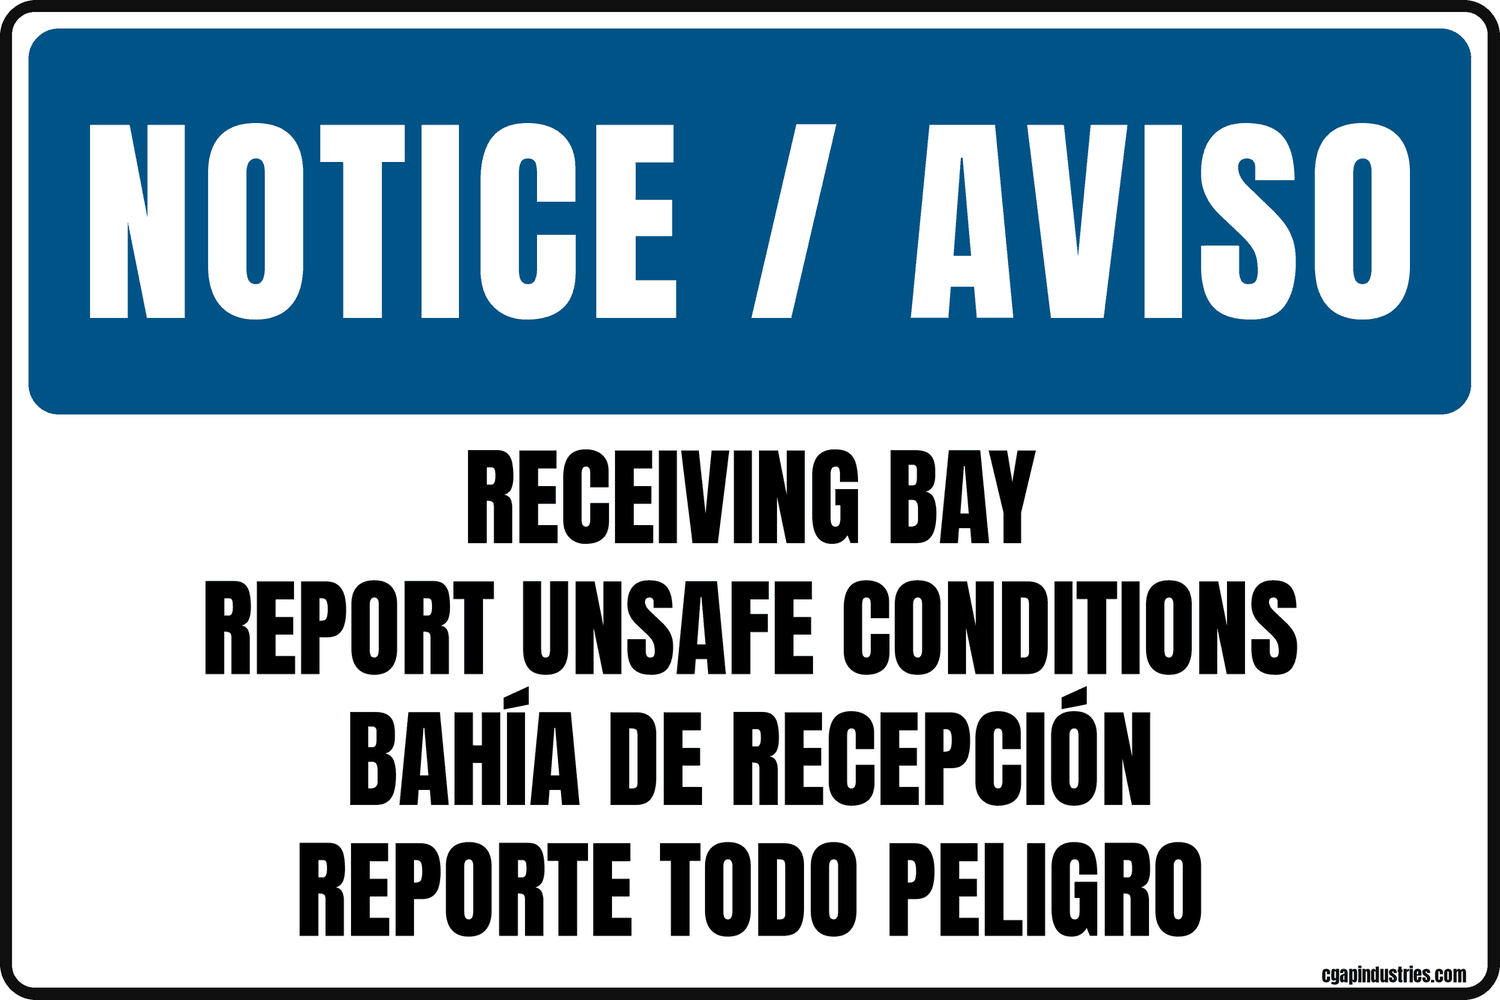 NOTICE / AVISO
RECEIVING BAY
REPORT UNSAFE CONDITIONS
BAHÍA DE RECEPCIÓN
REPORTE TODO PELIGRO
cgapindustries.com